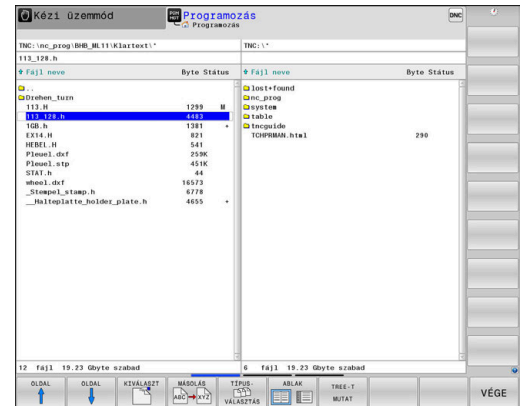 Kézi üzemmód
PGM
NOT
Programozás
Programozás
DNC
TNC:\nc_prog\BHB_ML11\Klartext\*
113_128.h
Fájl neve Byte Státus
..
Drehen_turn
113.H 1299 M
113_128.h 4483
1GB.h 1381 +
EX14.H 821
HEBEL.H 541
Pleuel.dxf 259K
Pleuel.stp 451K
STAT.h 44
wheel.dxf 16573
_Stempel_stamp.h 6778
__Halteplatte_holder_plate.h 4655 +
12 fájl 19.23 Gbyte szabad
TNC:\*
Fájl neve Byte Státus
lost+found
nc_prog
system
table
tncguide
TCHPRMAN.html 290
6 fájl 19.23 Gbyte szabad
OLDAL
OLDAL
KIVÁLASZT
MÁSOLÁS
ABC XYZ
TÍPUS-
VÁLASZTÁS
ABLAK
TREE-T
MUTAT
VÉGE